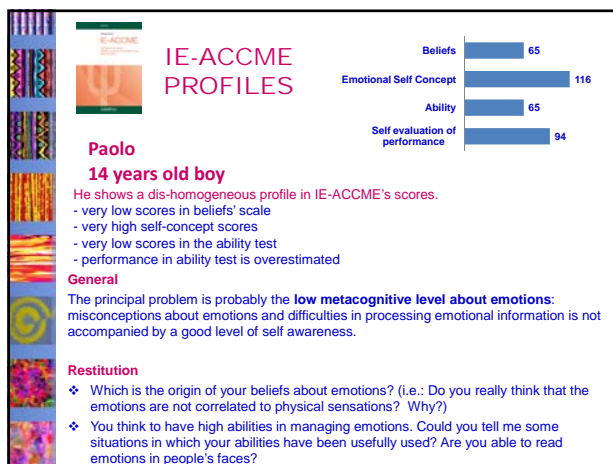 IE-ACCME
IE-ACCME
PROFILES
Beliefs 65
Emotional Self Concept 116
Ability 65
Self evaluation of
performance 94
Paolo
14 years old boy
He shows a dis-homogeneous profile in IE-ACCME's scores.
- very low scores in beliefs' scale
- very high self-concept scores
- very low scores in the ability test
- performance in ability test is overestimated
General
The principal problem is probably the low metacognitive level about emotions:
misconceptions about emotions and difficulties in processing emotional information is not
accompanied by a good level of self awareness.
Restitution
❖ Which is the origin of your beliefs about emotions? (i.e.: Do you really think that the
emotions are not correlated to physical sensations? Why?)
❖ You think to have high abilities in managing emotions. Could you tell me some
situations in which your abilities have been usefully used? Are you able to read
emotions in people's faces?